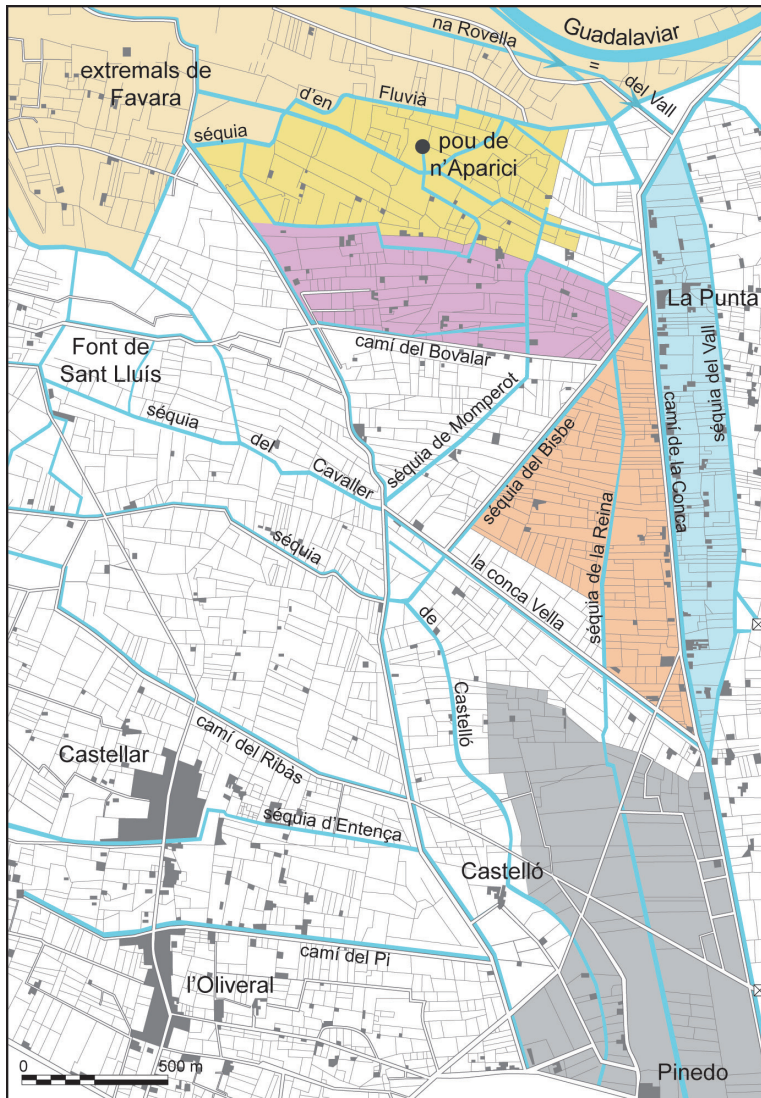 Guadalaviar
na Rovella
=
del Vall
extremals de
Favara
d'en
Fluvià
séquia
pou de
n'Aparici
La Punta
camí del Bovalar
Font de
Sant Lluís
séquia
del
Cavaller
séquia de Momperot
séquia del Bisbe
séquia de la Reina
camí de la Conca
séquia del Vall
séquia
de
Castelló
la conca Vella
Castellar
camí del Ribàs
séquia d'Entença
Castelló
camí del Pi
l'Oliveral
0
500 m
Pinedo